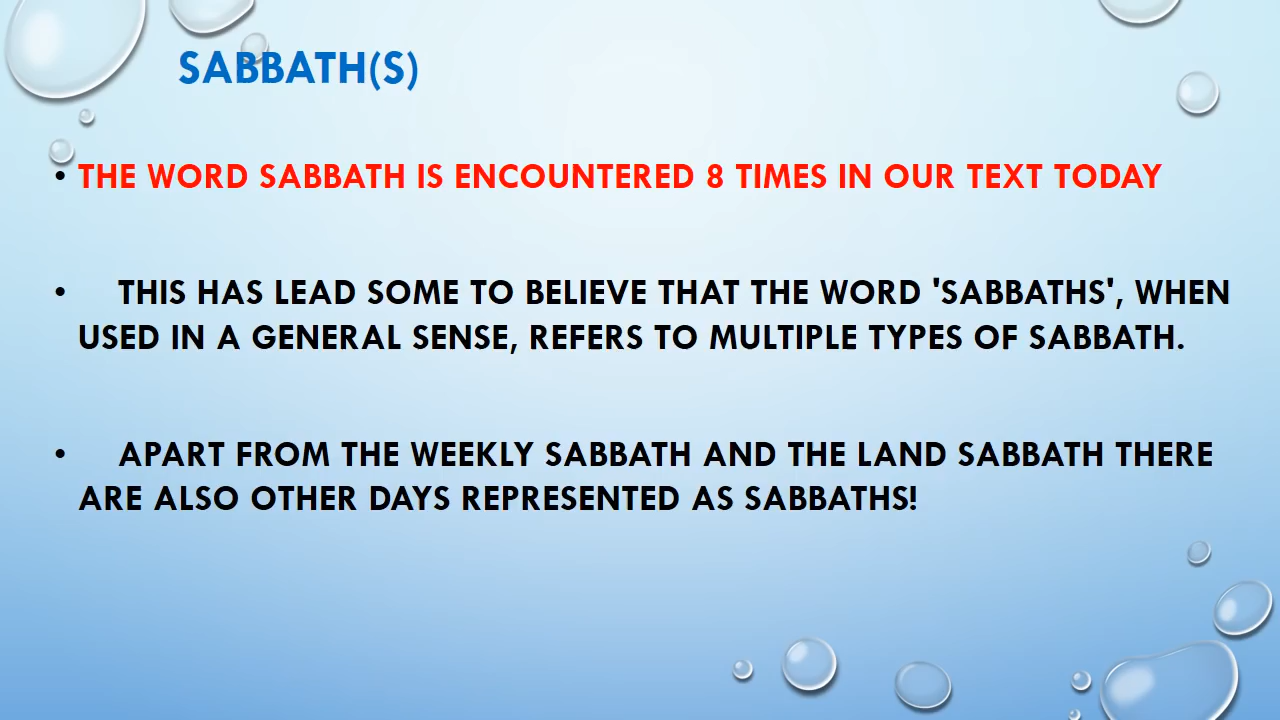 SABBATH(S)
• THE WORD SABBATH IS ENCOUNTERED 8 TIMES IN OUR TEXT TODAY
• THIS HAS LEAD SOME TO BELIEVE THAT THE WORD 'SABBATHS', WHEN
USED IN A GENERAL SENSE, REFERS TO MULTIPLE TYPES OF SABBATH.
• APART FROM THE WEEKLY SABBATH AND THE LAND SABBATH THERE
ARE ALSO OTHER DAYS REPRESENTED AS SABBATHS!